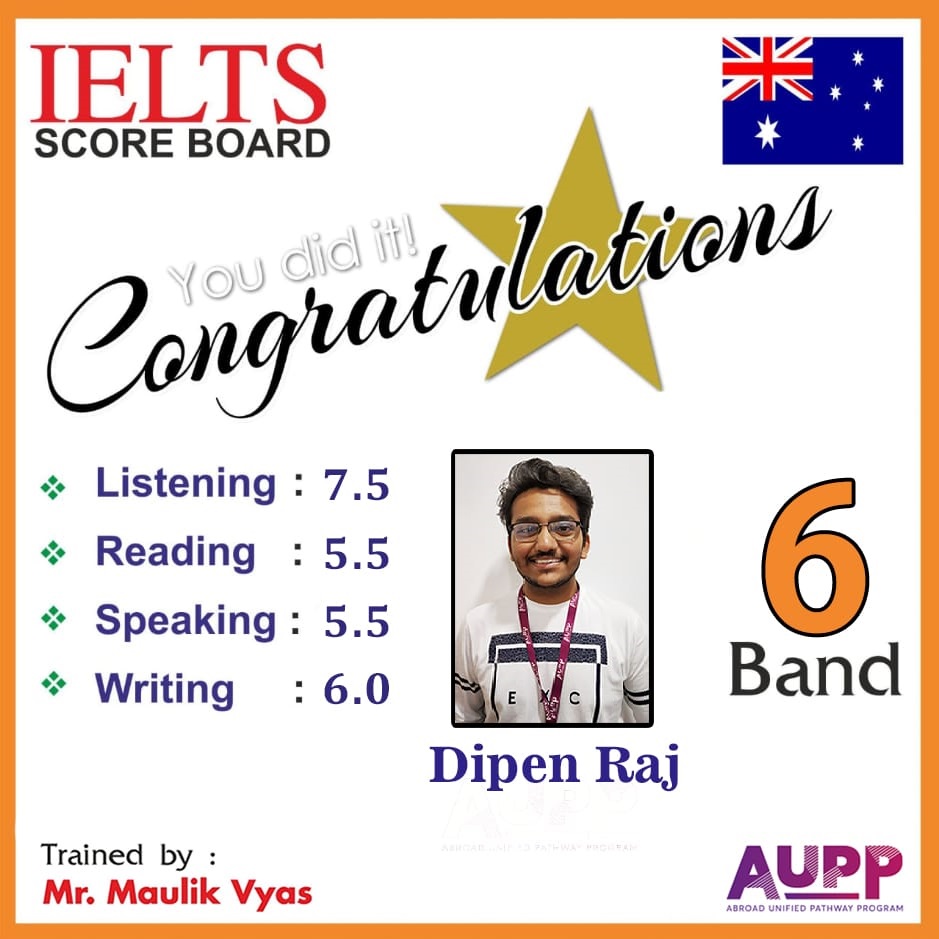 IELTS
SCORE BOARD
You did it!
Congratulations
Listening : 7.5
Reading : 5.5
Speaking : 5.5
Writing : 6.0
EXC
6
Band
Dipen Raj
AUPP
ABROAD UNIFIED PATHWAY PROGRAM
Trained by :
Mr. Maulik Vyas
AUPP
ABROAD UNIFIED PATHWAY PROGRAM